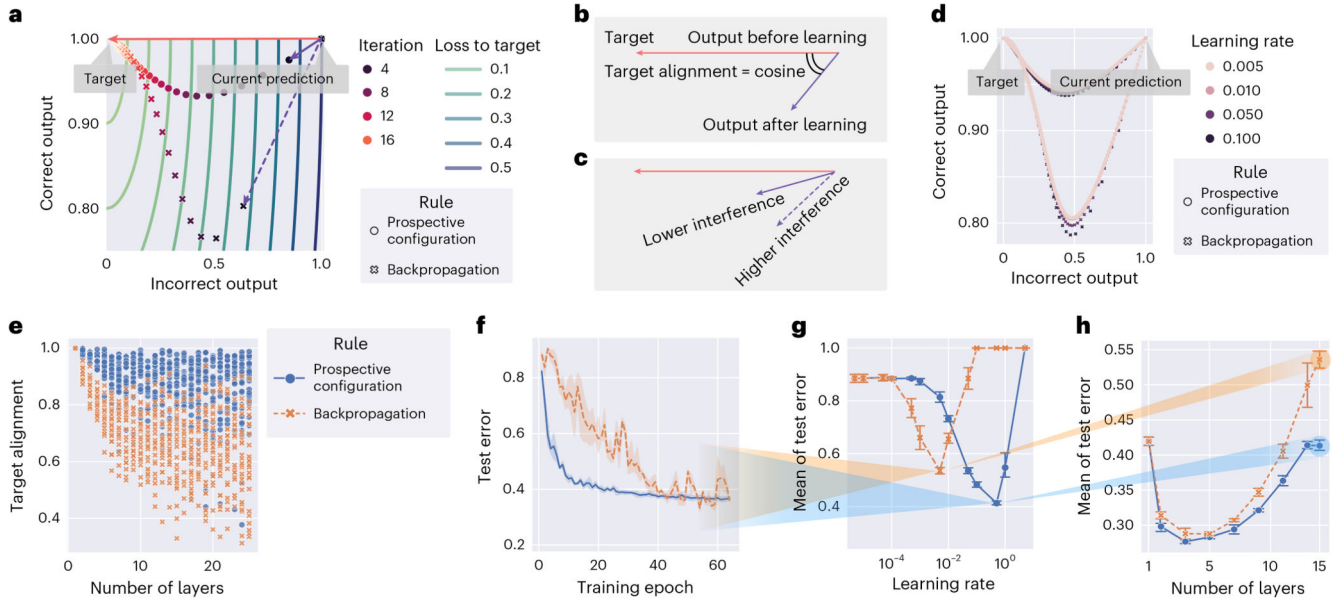 a
1.00
0.90
0.80
Correct output
0
0.5
1.0
Incorrect output
Target
Current prediction
Iteration
4
8
12
16
Loss to target
0.1
0.2
0.3
0.4
0.5
Rule
Prospective
configuration
Backpropagation
b
Target
Output before learning
Target alignment = cosine
Output after learning
c
Lower interference
Higher interference
d
1.00
0.90
0.80
Correct output
0
0.5
1.0
Incorrect output
Target
Current prediction
Learning rate
0.005
0.010
0.050
0.100
Rule
Prospective
configuration
Backpropagation
e
1.0
0.8
0.6
0.4
Target alignment
0
10
20
Number of layers
Rule
Prospective
configuration
Backpropagation
f
0.8
0.6
0.4
0.2
Test error
0
20
40
60
Training epoch
g
1.0
0.8
0.6
0.4
Mean of test error
10⁻⁴
10⁻²
10⁰
Learning rate
h
0.55
0.50
0.45
0.40
0.35
0.30
Mean of test error
1
5
10
15
Number of layers